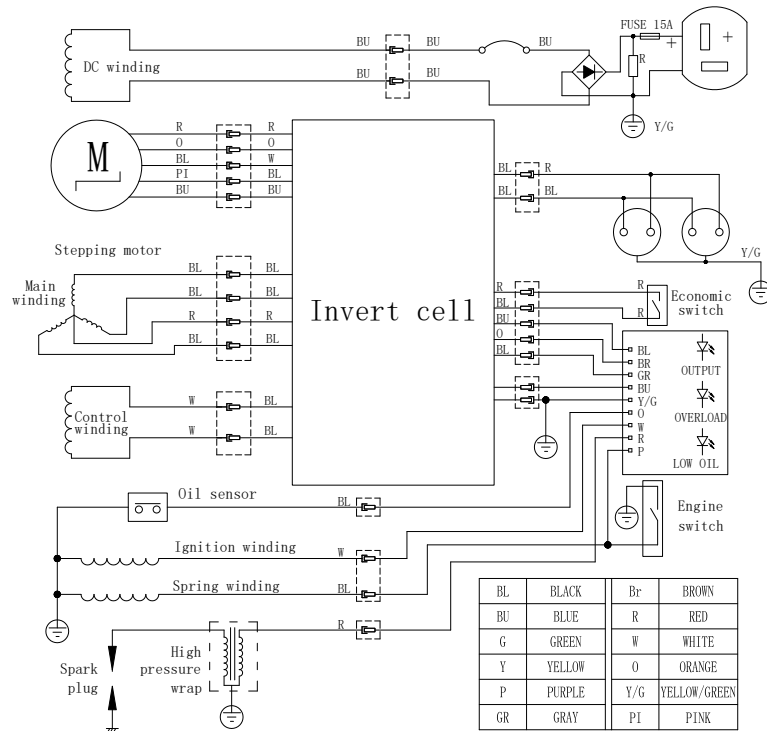 FUSE 15A
BU BU BU
+ +
DC winding
R
BU BU
Y/G
R R
O O
M
BL W
PI BL
BU BU
BL R
BL BL
Stepping motor
Y/G
Main
winding
BL BL
BL BL
R R
BL BL
Invert cell
R R
Economic
switch
BL R
BU
O
BL
BL
BR
GR
BU
Y/G
O
W
R
P
OUTPUT
OVERLOAD
LOW OIL
W BL
Control
winding
W BL
Oil sensor
BL
Engine
switch
Ignition winding W
Spring winding BL
R
High
pressure
wrap
Spark
plug
BL BLACK Br BROWN
BU BLUE R RED
G GREEN W WHITE
Y YELLOW O ORANGE
P PURPLE Y/G YELLOW/GREEN
GR GRAY PI PINK